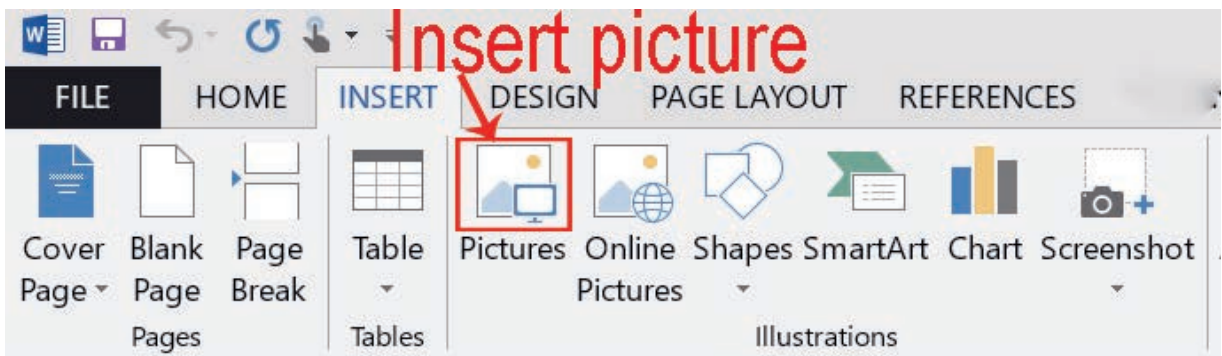 Insert picture
FILE HOME INSERT DESIGN PAGE LAYOUT REFERENCES
Cover Blank Page Table Pictures Online Shapes SmartArt Chart Screenshot
Page Page Break Pictures
Pages Tables Illustrations